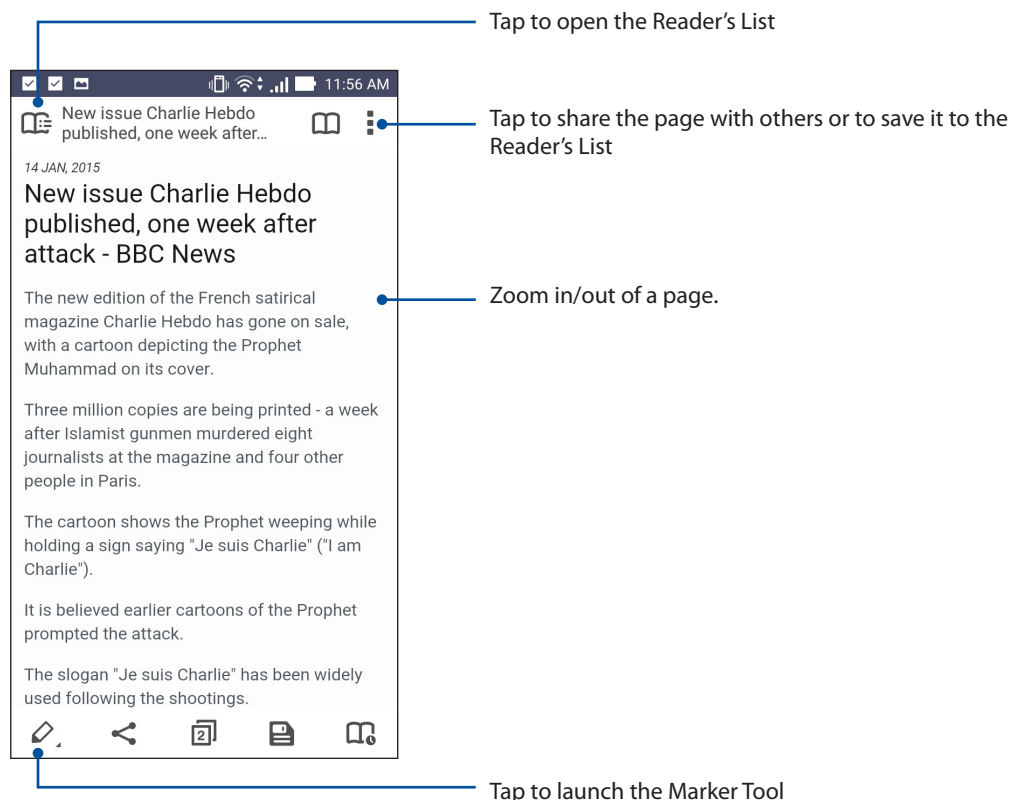 Tap to open the Reader's List
11:56 AM
New issue Charlie Hebdo
published, one week after...
Tap to share the page with others or to save it to the
Reader's List
14 JAN, 2015
New issue Charlie Hebdo
published, one week after
attack - BBC News
The new edition of the French satirical
magazine Charlie Hebdo has gone on sale,
with a cartoon depicting the Prophet
Muhammad on its cover.
Zoom in/out of a page.
Three million copies are being printed - a week
after Islamist gunmen murdered eight
journalists at the magazine and four other
people in Paris.
The cartoon shows the Prophet weeping while
holding a sign saying "Je suis Charlie" ("I am
Charlie").
It is believed earlier cartoons of the Prophet
prompted the attack.
The slogan "Je suis Charlie" has been widely
used following the shootings.
2
Tap to launch the Marker Tool